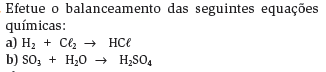 Efetue o balanceamento das seguintes equações
químicas:
a) H₂ + Cℓ₂ → HCℓ
b) SO₃ + H₂O → H₂SO₄